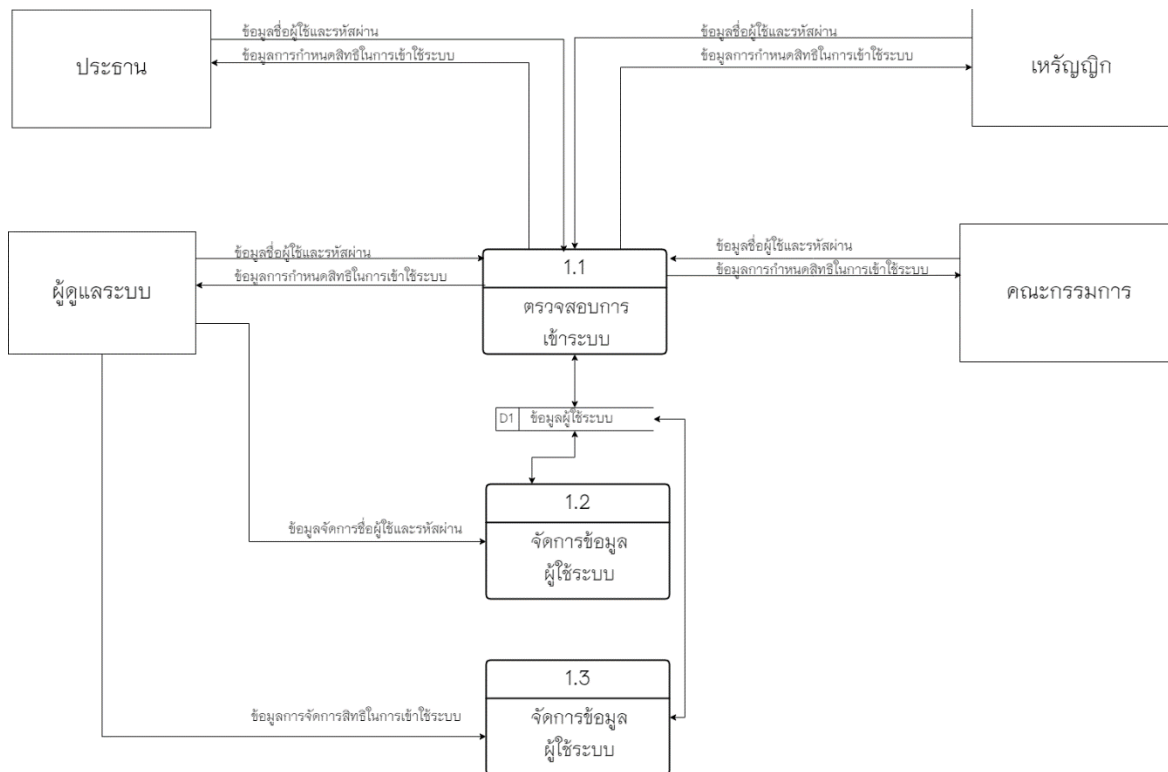 ข้อมูลชื่อผู้ใช้และรหัสผ่าน
ข้อมูลชื่อผู้ใช้และรหัสผ่าน
ประธาน
ข้อมูลการกำหนดสิทธิในการเข้าใช้ระบบ
ข้อมูลการกำหนดสิทธิในการเข้าใช้ระบบ
เหรัญญิก
ข้อมูลชื่อผู้ใช้และรหัสผ่าน
ข้อมูลชื่อผู้ใช้และรหัสผ่าน
ผู้ดูแลระบบ
ข้อมูลการกำหนดสิทธิในการเข้าใช้ระบบ
1.1
ตรวจสอบการ
เข้าระบบ
ข้อมูลการกำหนดสิทธิในการเข้าใช้ระบบ
คณะกรรมการ
D1 ข้อมูลผู้ใช้ระบบ
ข้อมูลจัดการชื่อผู้ใช้และรหัสผ่าน
1.2
จัดการข้อมูล
ผู้ใช้ระบบ
ข้อมูลการจัดการสิทธิในการเข้าใช้ระบบ
1.3
จัดการข้อมูล
ผู้ใช้ระบบ